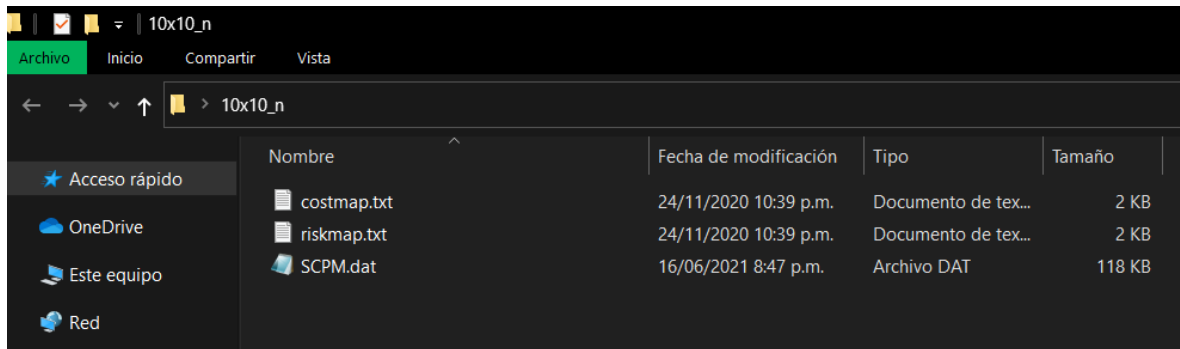 10x10_n
Archivo Inicio Compartir Vista
10x10_n
Nombre Fecha de modificación Tipo Tamaño
Acceso rápido
costmap.txt 24/11/2020 10:39 p.m. Documento de tex... 2 KB
OneDrive
riskmap.txt 24/11/2020 10:39 p.m. Documento de tex... 2 KB
Este equipo
SCPM.dat 16/06/2021 8:47 p.m. Archivo DAT 118 KB
Red